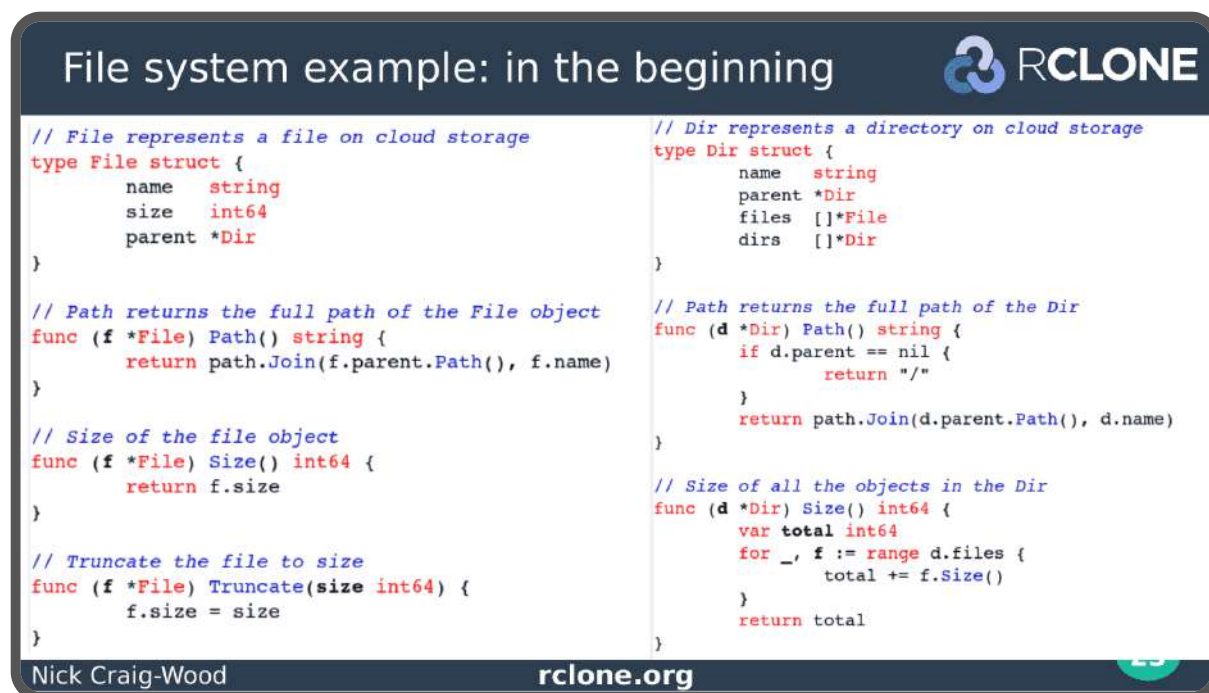 File system example: in the beginning
RCLONE
// File represents a file on cloud storage
type File struct {
        name   string
        size   int64
        parent *Dir
}
// Path returns the full path of the File object
func (f *File) Path() string {
        return path.Join(f.parent.Path(), f.name)
}
// Size of the file object
func (f *File) Size() int64 {
        return f.size
}
// Truncate the file to size
func (f *File) Truncate(size int64) {
        f.size = size
}
// Dir represents a directory on cloud storage
type Dir struct {
        name   string
        parent *Dir
        files  []*File
        dirs   []*Dir
}
// Path returns the full path of the Dir
func (d *Dir) Path() string {
        if d.parent == nil {
                return "/"
        }
        return path.Join(d.parent.Path(), d.name)
}
// Size of all the objects in the Dir
func (d *Dir) Size() int64 {
        var total int64
        for _, f := range d.files {
                total += f.Size()
        }
        return total
}
Nick Craig-Wood
rclone.org